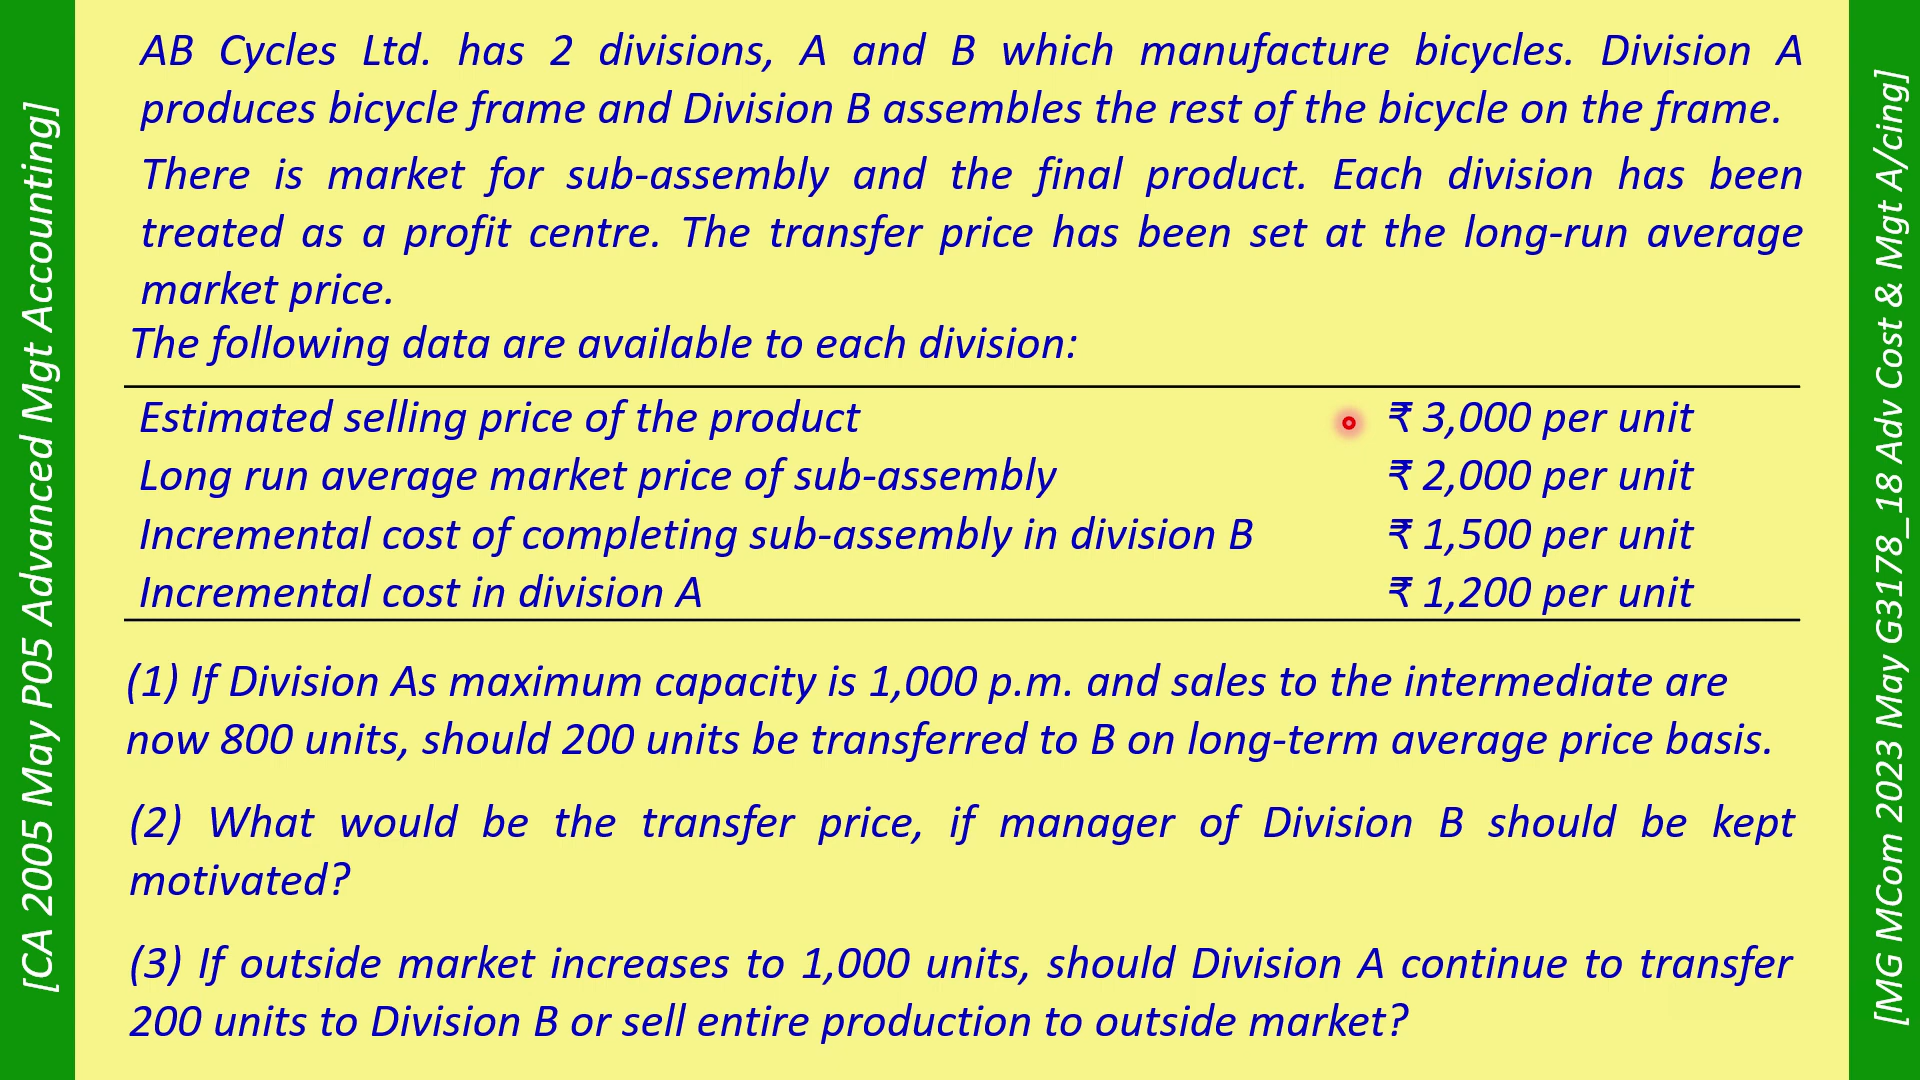 [CA 2005 May P05 Advanced Mgt Accounting]
AB Cycles Ltd. has 2 divisions, A and B which manufacture bicycles. Division A
produces bicycle frame and Division B assembles the rest of the bicycle on the frame.
There is market for sub-assembly and the final product. Each division has been
treated as a profit centre. The transfer price has been set at the long-run average
market price.
The following data are available to each division:
Estimated selling price of the product ₹ 3,000 per unit
Long run average market price of sub-assembly ₹ 2,000 per unit
Incremental cost of completing sub-assembly in division B ₹ 1,500 per unit
Incremental cost in division A ₹ 1,200 per unit
(1) If Division As maximum capacity is 1,000 p.m. and sales to the intermediate are
now 800 units, should 200 units be transferred to B on long-term average price basis.
(2) What would be the transfer price, if manager of Division B should be kept
motivated?
(3) If outside market increases to 1,000 units, should Division A continue to transfer
200 units to Division B or sell entire production to outside market?
[MG MCom 2023 May G3178_18 Adv Cost & Mgt A/cing]